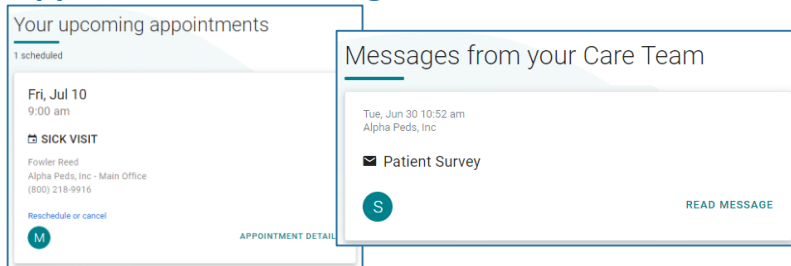 Your upcoming appointments
1 scheduled
Fri, Jul 10
9:00 am
SICK VISIT
Fowler Reed
Alpha Peds, Inc - Main Office
(800) 218-9916
Reschedule or cancel
M
APPOINTMENT DETAIL
Messages from your Care Team
Tue, Jun 30 10:52 am
Alpha Peds, Inc
Patient Survey
S
READ MESSAGE